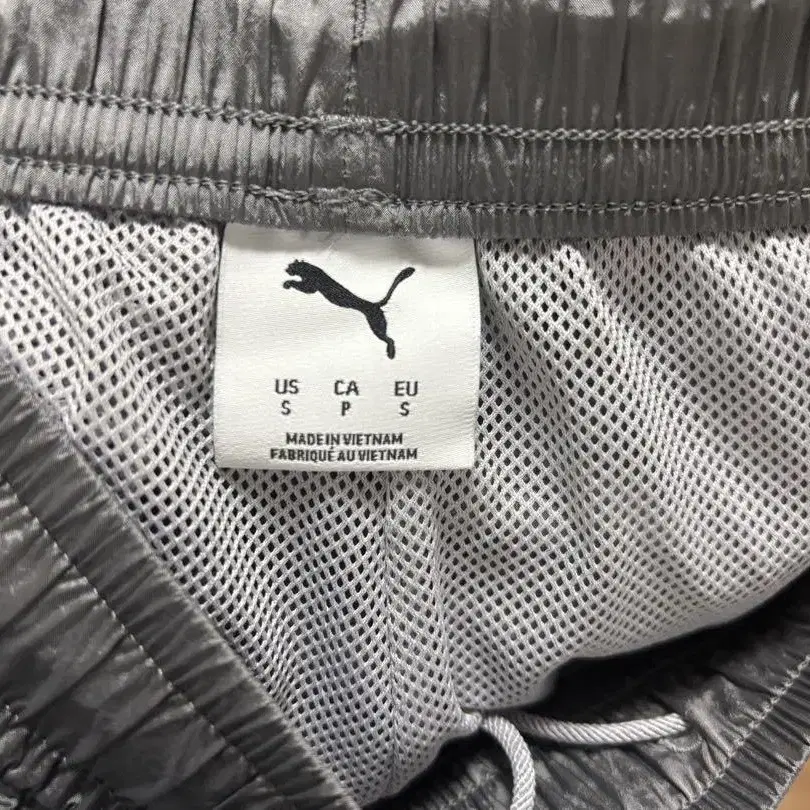 US CA EU
S P S
MADE IN VIETNAM
FABRIQUÉ AU VIETNAM